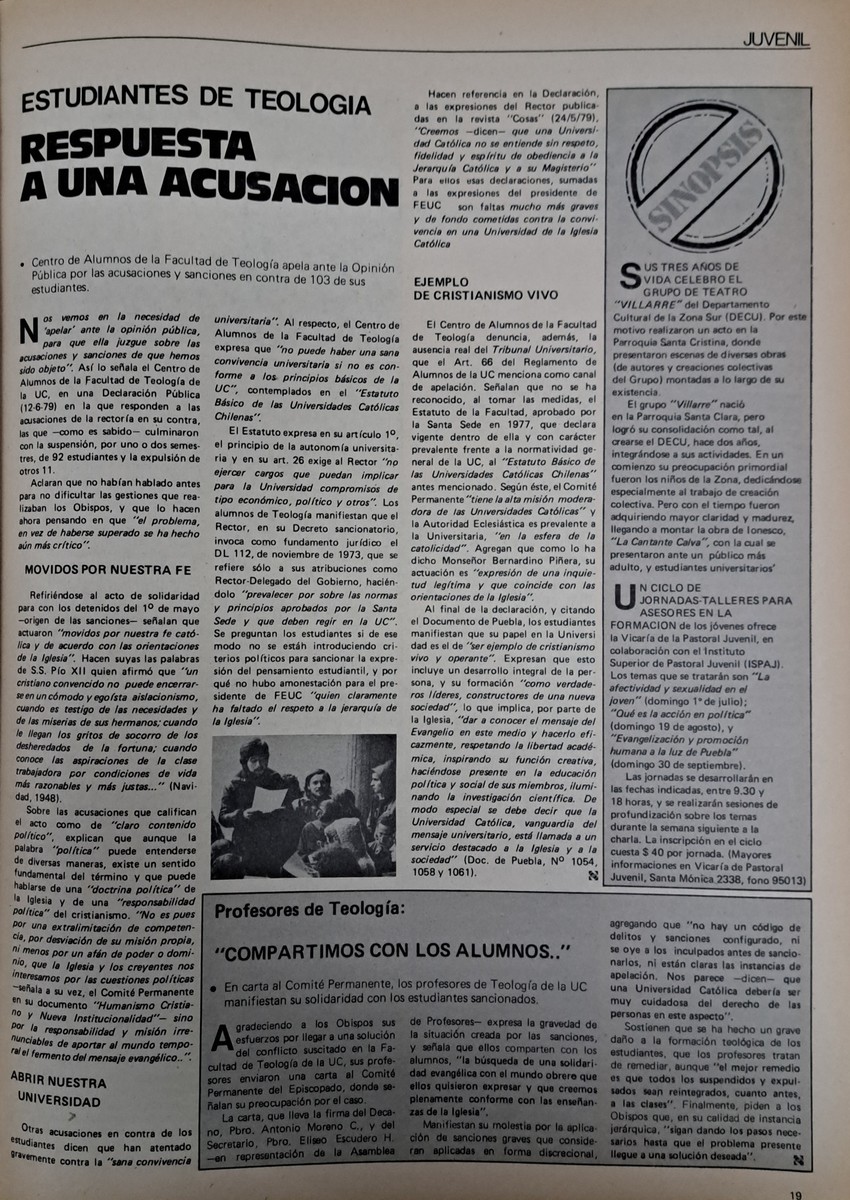 JUVENIL
ESTUDIANTES DE TEOLOGIA
RESPUESTA
A UNA ACUSACION
• Centro de Alumnos de la Facultad de Teología apela ante la Opinión
Pública por las acusaciones y sanciones en contra de 103 de sus
estudiantes.
Nos vemos en la necesidad de
'apelar' ante la opinión pública,
para que ella juzgue sobre las
acusaciones y sanciones de que hemos
sido objeto". Así lo señala el Centro de
Alumnos de la Facultad de Teología de
la UC, en una Declaración Pública
(12-6-79) en la que responden a las
acusaciones de la rectoría en su contra,
las que —como es sabido— culminaron
con la suspensión, por uno o dos semes-
tres, de 92 estudiantes y la expulsión de
otros 11.
Aclaran que no habían hablado antes
para no dificultar las gestiones que rea-
lizaban los Obispos, y que lo hacen
ahora pensando en que "el problema,
en vez de haberse superado se ha hecho
aún más crítico".
MOVIDOS POR NUESTRA FE
Refiriéndose al acto de solidaridad
para con los detenidos del 1º de mayo
—origen de las sanciones— señalan que
actuaron "movidos por nuestra fe cató-
lica y de acuerdo con las orientaciones
de la Iglesia". Hacen suyas las palabras
de S.S. Pío XII quien afirmó que "un
cristiano convencido no puede encerrar-
se en un cómodo y egoísta aislacionismo,
cuando es testigo de las necesidades y
de las miserias de sus hermanos; cuando
le llegan los gritos de socorro de los
desheredados de la fortuna; cuando
conoce las aspiraciones de la clase
trabajadora por condiciones de vida
más razonables y más justas..." (Navi-
dad, 1948).
Sobre las acusaciones que califican
el acto como de "claro contenido
político", explican que aunque la
palabra "política" puede entenderse
de diversas maneras, existe un sentido
fundamental del término y que puede
hablarse de una "doctrina política" de
la Iglesia y de una "responsabilidad
política" del cristianismo. "No es pues
por una extralimitación de competen-
cia, por desviación de su misión propia,
ni menos por un afán de poder o domi-
nio, que la Iglesia y los creyentes nos
interesamos por las cuestiones políticas
—señala a su vez, el Comité Permanente
en su documento "Humanismo Cristia-
no y Nueva Institucionalidad"— sino
por la responsabilidad y misión irre-
nunciables de aportar al mundo tempo-
ral el fermento del mensaje evangélico..".
ABRIR NUESTRA
UNIVERSIDAD
Otras acusaciones en contra de los
estudiantes dicen que han atentado
gravemente contra la "sana convivencia
universitaria". Al respecto, el Centro de
Alumnos de la Facultad de Teología
expresa que "no puede haber una sana
convivencia universitaria si no es con-
forme a los principios básicos de la
UC", contemplados en el "Estatuto
Básico de las Universidades Católicas
Chilenas".
El Estatuto expresa en su artículo 1º,
el principio de la autonomía universita-
ria y en su art. 26 exige al Rector "no
ejercer cargos que puedan implicar
para la Universidad compromisos de
tipo económico, político y otros". Los
alumnos de Teología manifiestan que el
Rector, en su Decreto sancionatorio,
invoca como fundamento jurídico el
DL 112, de noviembre de 1973, que se
refiere sólo a sus atribuciones como
Rector-Delegado del Gobierno, hacién-
dolo "prevalecer por sobre las normas
y principios aprobados por la Santa
Sede y que deben regir en la UC".
Se preguntan los estudiantes si de ese
modo no se están introduciendo cri-
terios políticos para sancionar la expre-
sión del pensamiento estudiantil, y por
qué no hubo amonestación para el pre-
sidente de FEUC "quien claramente
ha faltado el respeto a la jerarquía de
la Iglesia".
Hacen referencia en la Declaración,
a las expresiones del Rector publica-
das en la revista "Cosas" (24/5/79),
"Creemos —dicen— que una Universi-
dad Católica no se entiende sin respeto,
fidelidad y espíritu de obediencia a la
Jerarquía Católica y a su Magisterio"
Para ellos esas declaraciones, sumadas
a las expresiones del presidente de
FEUC son faltas mucho más graves
y de fondo cometidas contra la convi-
vencia en una Universidad de la Iglesia
Católica
EJEMPLO
DE CRISTIANISMO VIVO
El Centro de Alumnos de la Facultad
de Teología denuncia, además, la
ausencia real del Tribunal Universitario,
que el Art. 66 del Reglamento de
Alumnos de la UC menciona como canal
de apelación. Señalan que no se ha
reconocido, al tomar las medidas, el
Estatuto de la Facultad, aprobado por
la Santa Sede en 1977, que declara
vigente dentro de ella y con carácter
prevalente frente a la normatividad ge-
neral de la UC, al "Estatuto Básico de
las Universidades Católicas Chilenas"
antes mencionado. Según éste, el Comité
Permanente "tiene la alta misión modera-
dora de las Universidades Católicas" y
la Autoridad Eclesiástica es prevalente a
la Universitaria, "en la esfera de la
catolicidad". Agregan que como lo ha
dicho Monseñor Bernardino Piñera, su
actuación es "expresión de una inquie-
tud legítima y que coincide con las
orientaciones de la Iglesia".
Al final de la declaración, y citando
el Documento de Puebla, los estudiantes
manifiestan que su papel en la Universi
dad es el de "ser ejemplo de cristianismo
vivo y operante". Expresan que esto
incluye un desarrollo integral de la per-
sona, y su formación "como verdade-
ros líderes, constructores de una nueva
sociedad", lo que implica, por parte de
la Iglesia, "dar a conocer el mensaje del
Evangelio en este medio y hacerlo efi-
cazmente, respetando la libertad acadé-
mica, inspirando su función creativa,
haciéndose presente en la educación
política y social de sus miembros, ilumi-
nando la investigación científica. De
modo especial se debe decir que la
Universidad Católica, vanguardia del
mensaje universitario, está llamada a un
servicio destacado a la Iglesia y a la
sociedad" (Doc. de Puebla, Nº 1054,
1058 y 1061).
SINOPSIS
SUS TRES AÑOS DE
VIDA CELEBRO EL
GRUPO DE TEATRO
"VILLARRE" del Departamento
Cultural de la Zona Sur (DECU). Por este
motivo realizaron un acto en la
Parroquia Santa Cristina, donde
presentaron escenas de diversas obras
(de autores y creaciones colectivas
del Grupo) montadas a lo largo de su
existencia.
El grupo "Villarre" nació
en la Parroquia Santa Clara, pero
logró su consolidación como tal, al
crearse el DECU, hace dos años,
integrándose a sus actividades. En un
comienzo su preocupación primordial
fueron los niños de la Zona, dedicándose
especialmente al trabajo de creación
colectiva. Pero con el tiempo fueron
adquiriendo mayor claridad y madurez,
llegando a montar la obra de Ionesco,
"La Cantante Calva", con la cual se
presentaron ante un público más
adulto, y estudiantes universitarios'
UN CICLO DE
JORNADAS-TALLERES PARA
ASESORES EN LA
FORMACION de los jóvenes ofrece
la Vicaría de la Pastoral Juvenil, en
colaboración con el Instituto
Superior de Pastoral Juvenil (ISPAJ).
Los temas que se tratarán son "La
afectividad y sexualidad en el
joven" (domingo 1° de julio);
"Qué es la acción en política"
(domingo 19 de agosto), y
"Evangelización y promoción
humana a la luz de Puebla"
(domingo 30 de septiembre).
Las jornadas se desarrollarán en
las fechas indicadas, entre 9.30 y
18 horas, y se realizarán sesiones de
profundización sobre los temas
durante la semana siguiente a la
charla. La inscripción en el ciclo
cuesta $ 40 por jornada. (Mayores
informaciones en Vicaría de Pastoral
Juvenil, Santa Mónica 2338, fono 95013)
Profesores de Teología:
"COMPARTIMOS CON LOS ALUMNOS.."
• En carta al Comité Permanente, los profesores de Teología de la UC
manifiestan su solidaridad con los estudiantes sancionados.
Agradeciendo a los Obispos sus
esfuerzos por llegar a una solución
del conflicto suscitado en la Fa-
cultad de Teología de la UC, sus profe-
sores enviaron una carta al Comité
Permanente del Episcopado, donde se-
ñalan su preocupación por el caso.
La carta, que lleva la firma del Deca-
no, Pbro. Antonio Moreno C., y del
Secretario, Pbro. Eliseo Escudero H.
—en representación de la Asamblea
de Profesores— expresa la gravedad de
la situación creada por las sanciones,
y señala que ellos comparten con los
alumnos, "la búsqueda de una solidari-
dad evangélica con el mundo obrero que
ellos quisieron expresar y que creemos
plenamente conforme con las enseñan-
zas de la Iglesia".
Manifiestan su molestia por la aplica-
ción de sanciones graves que conside-
ran aplicadas en forma discrecional,
agregando que "no hay un código de
delitos y sanciones configurado, ni
se oye a los inculpados antes de sancio-
narlos, ni están claras las instancias de
apelación. Nos parece —dicen— que
una Universidad Católica debería ser
muy cuidadosa del derecho de las
personas en este aspecto".
Sostienen que se ha hecho un grave
daño a la formación teológica de los
estudiantes, que los profesores tratan
de remediar, aunque "el mejor remedio
es que todos los suspendidos y expul-
sados sean reintegrados, cuanto antes,
a las clases". Finalmente, piden a los
Obispos que, en su calidad de instancia
jerárquica, "sigan dando los pasos nece-
sarios hasta que el problema presente
llegue a una solución deseada".
19